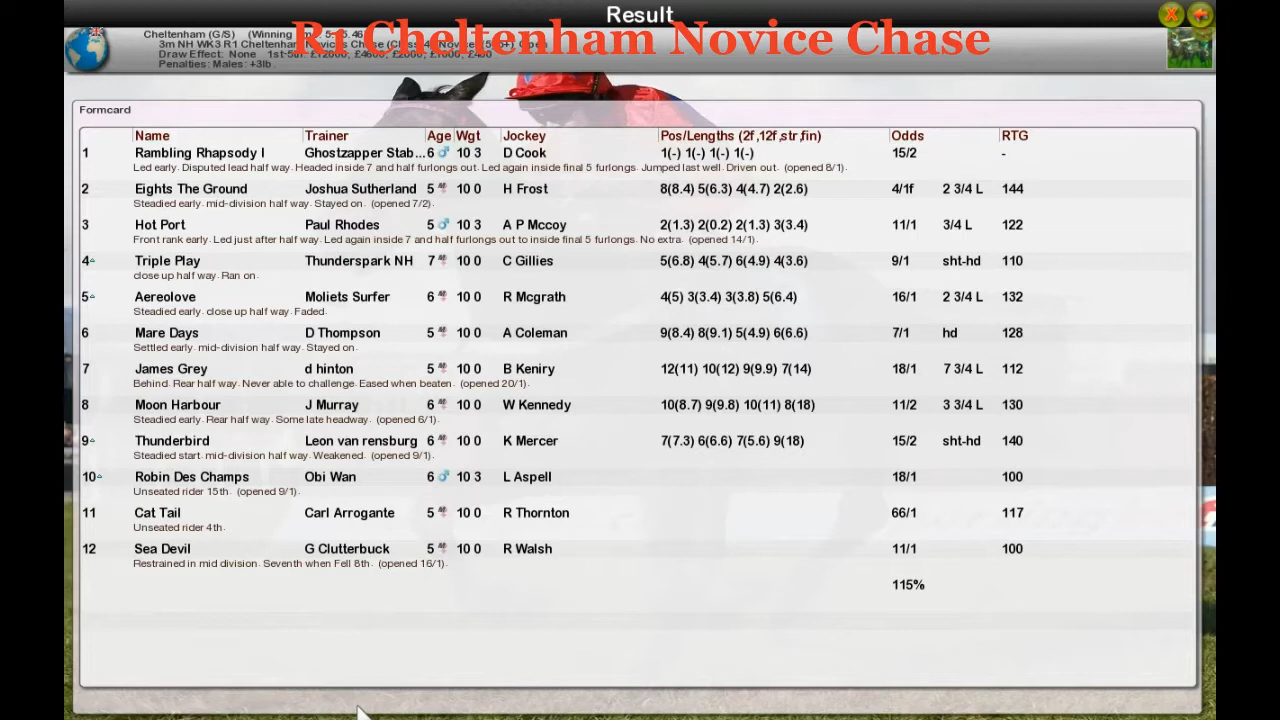 Result
R1 Cheltenham Novice Chase
Cheltenham (G/S) (Winning
3m NH WK3 R1 Cheltenham
Draw Effect: None 1st-5th: £12000, £4600, £2000, £1000, £400
Penalties: Males: +3lb
Formcard
Name Trainer Age Wgt Jockey Pos/Lengths (2f,12f,str,fin) Odds RTG
1 Rambling Rhapsody I Ghostzapper Stab... 6 10 3 D Cook 1(-) 1(-) 1(-) 1(-) 15/2 -
Led early. Disputed lead half way. Headed inside 7 and half furlongs out. Led again inside final 5 furlongs. Jumped last well. Driven out. (opened 8/1).
2 Eights The Ground Joshua Sutherland 5 10 0 H Frost 8(8.4) 5(6.3) 4(4.7) 2(2.6) 4/1f 2 3/4 L 144
Steadied early. mid-division half way. Stayed on. (opened 7/2).
3 Hot Port Paul Rhodes 5 10 3 A P Mccoy 2(1.3) 2(0.2) 2(1.3) 3(3.4) 11/1 3/4 L 122
Front rank early. Led just after half way. Led again inside 7 and half furlongs out to inside final 5 furlongs. No extra. (opened 14/1).
4 Triple Play Thunderspark NH 7 10 0 C Gillies 5(6.8) 4(5.7) 6(4.9) 4(3.6) 9/1 sht-hd 110
close up half way. Ran on.
5 Aereolove Moliets Surfer 6 10 0 R Mcgrath 4(5) 3(3.4) 3(3.8) 5(6.4) 16/1 2 3/4 L 132
Steadied early. close up half way. Faded.
6 Mare Days D Thompson 5 10 0 A Coleman 9(8.4) 8(9.1) 5(4.9) 6(6.6) 7/1 hd 128
Settled early. mid-division half way. Stayed on.
7 James Grey d hinton 5 10 0 B Keniry 12(11) 10(12) 9(9.9) 7(14) 18/1 7 3/4 L 112
Behind. Rear half way. Never able to challenge. Eased when beaten. (opened 20/1).
8 Moon Harbour J Murray 6 10 0 W Kennedy 10(8.7) 9(9.8) 10(11) 8(18) 11/2 3 3/4 L 130
Steadied early. Rear half way. Some late headway. (opened 6/1).
9 Thunderbird Leon van rensburg 6 10 0 K Mercer 7(7.3) 6(6.6) 7(5.6) 9(18) 15/2 sht-hd 140
Steadied start. mid-division half way. Weakened. (opened 9/1).
10 Robin Des Champs Obi Wan 6 10 3 L Aspell 18/1 100
Unseated rider 15th. (opened 9/1).
11 Cat Tail Carl Arrogante 5 10 0 R Thornton 66/1 117
Unseated rider 4th.
12 Sea Devil G Clutterbuck 5 10 0 R Walsh 11/1 100
Restrained in mid division. Seventh when Fell 8th. (opened 16/1).
115%